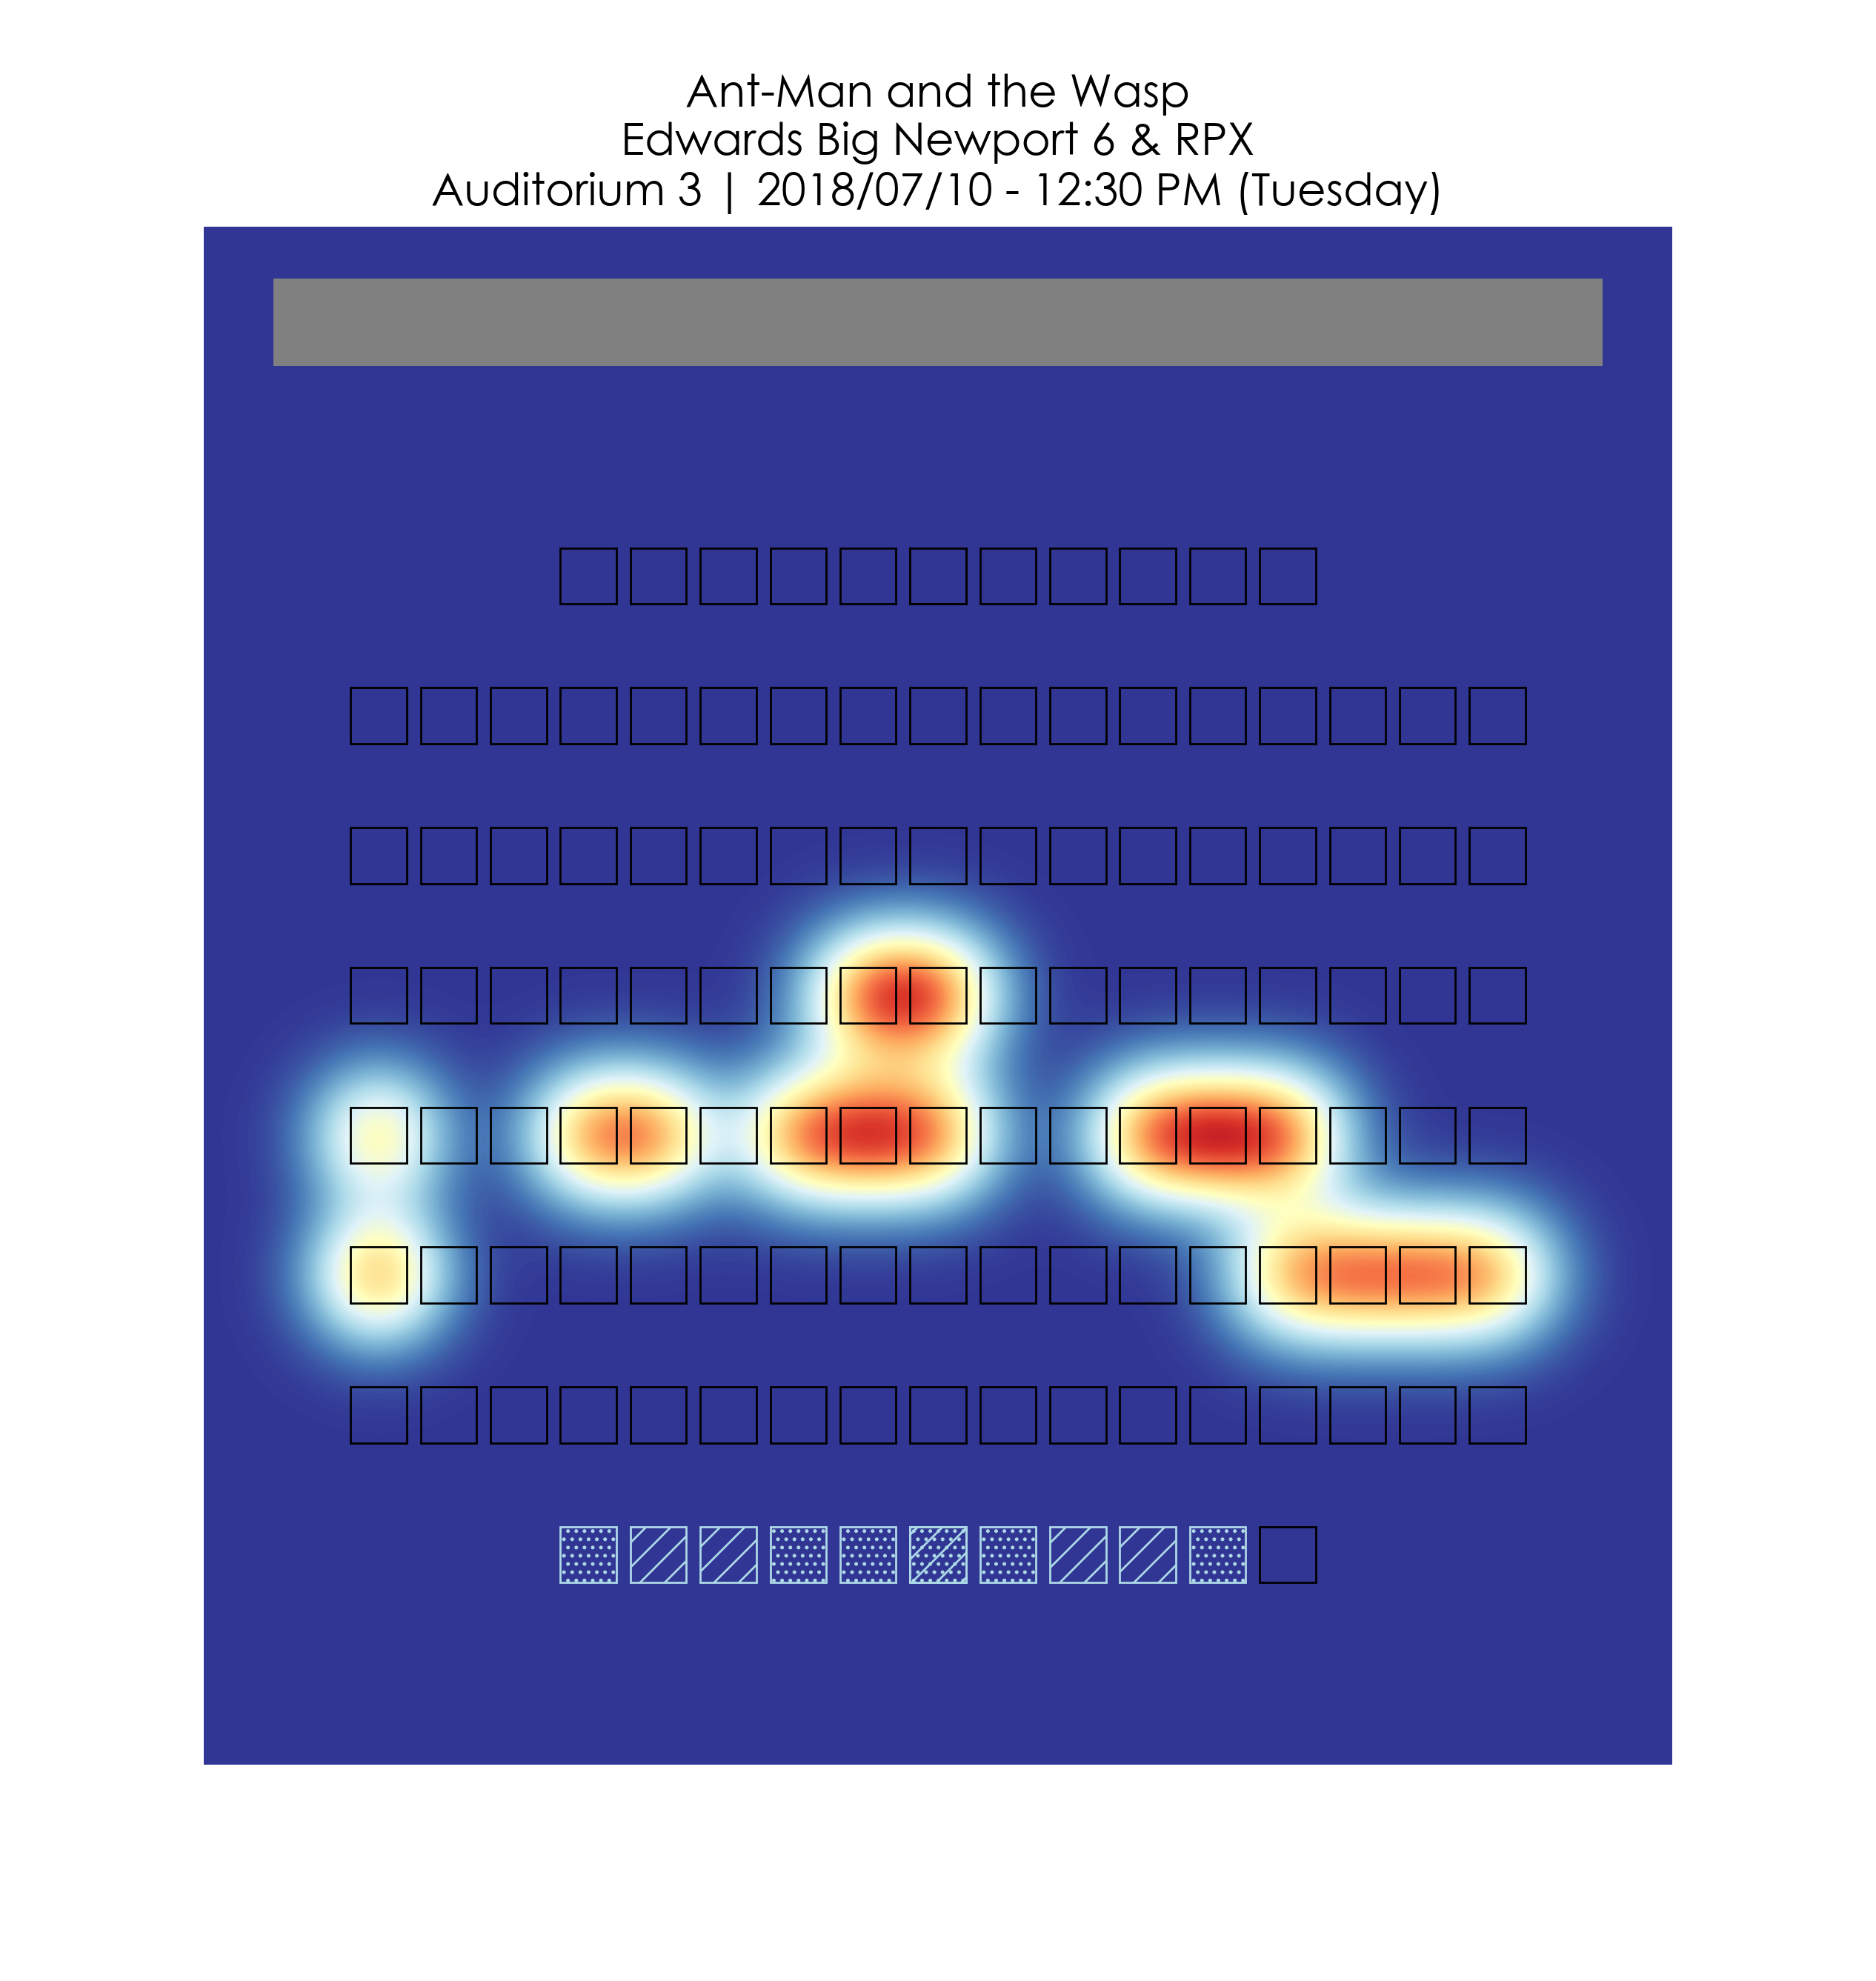 Ant-Man and the Wasp
Edwards Big Newport 6 & RPX
Auditorium 3 | 2018/07/10 - 12:30 PM (Tuesday)